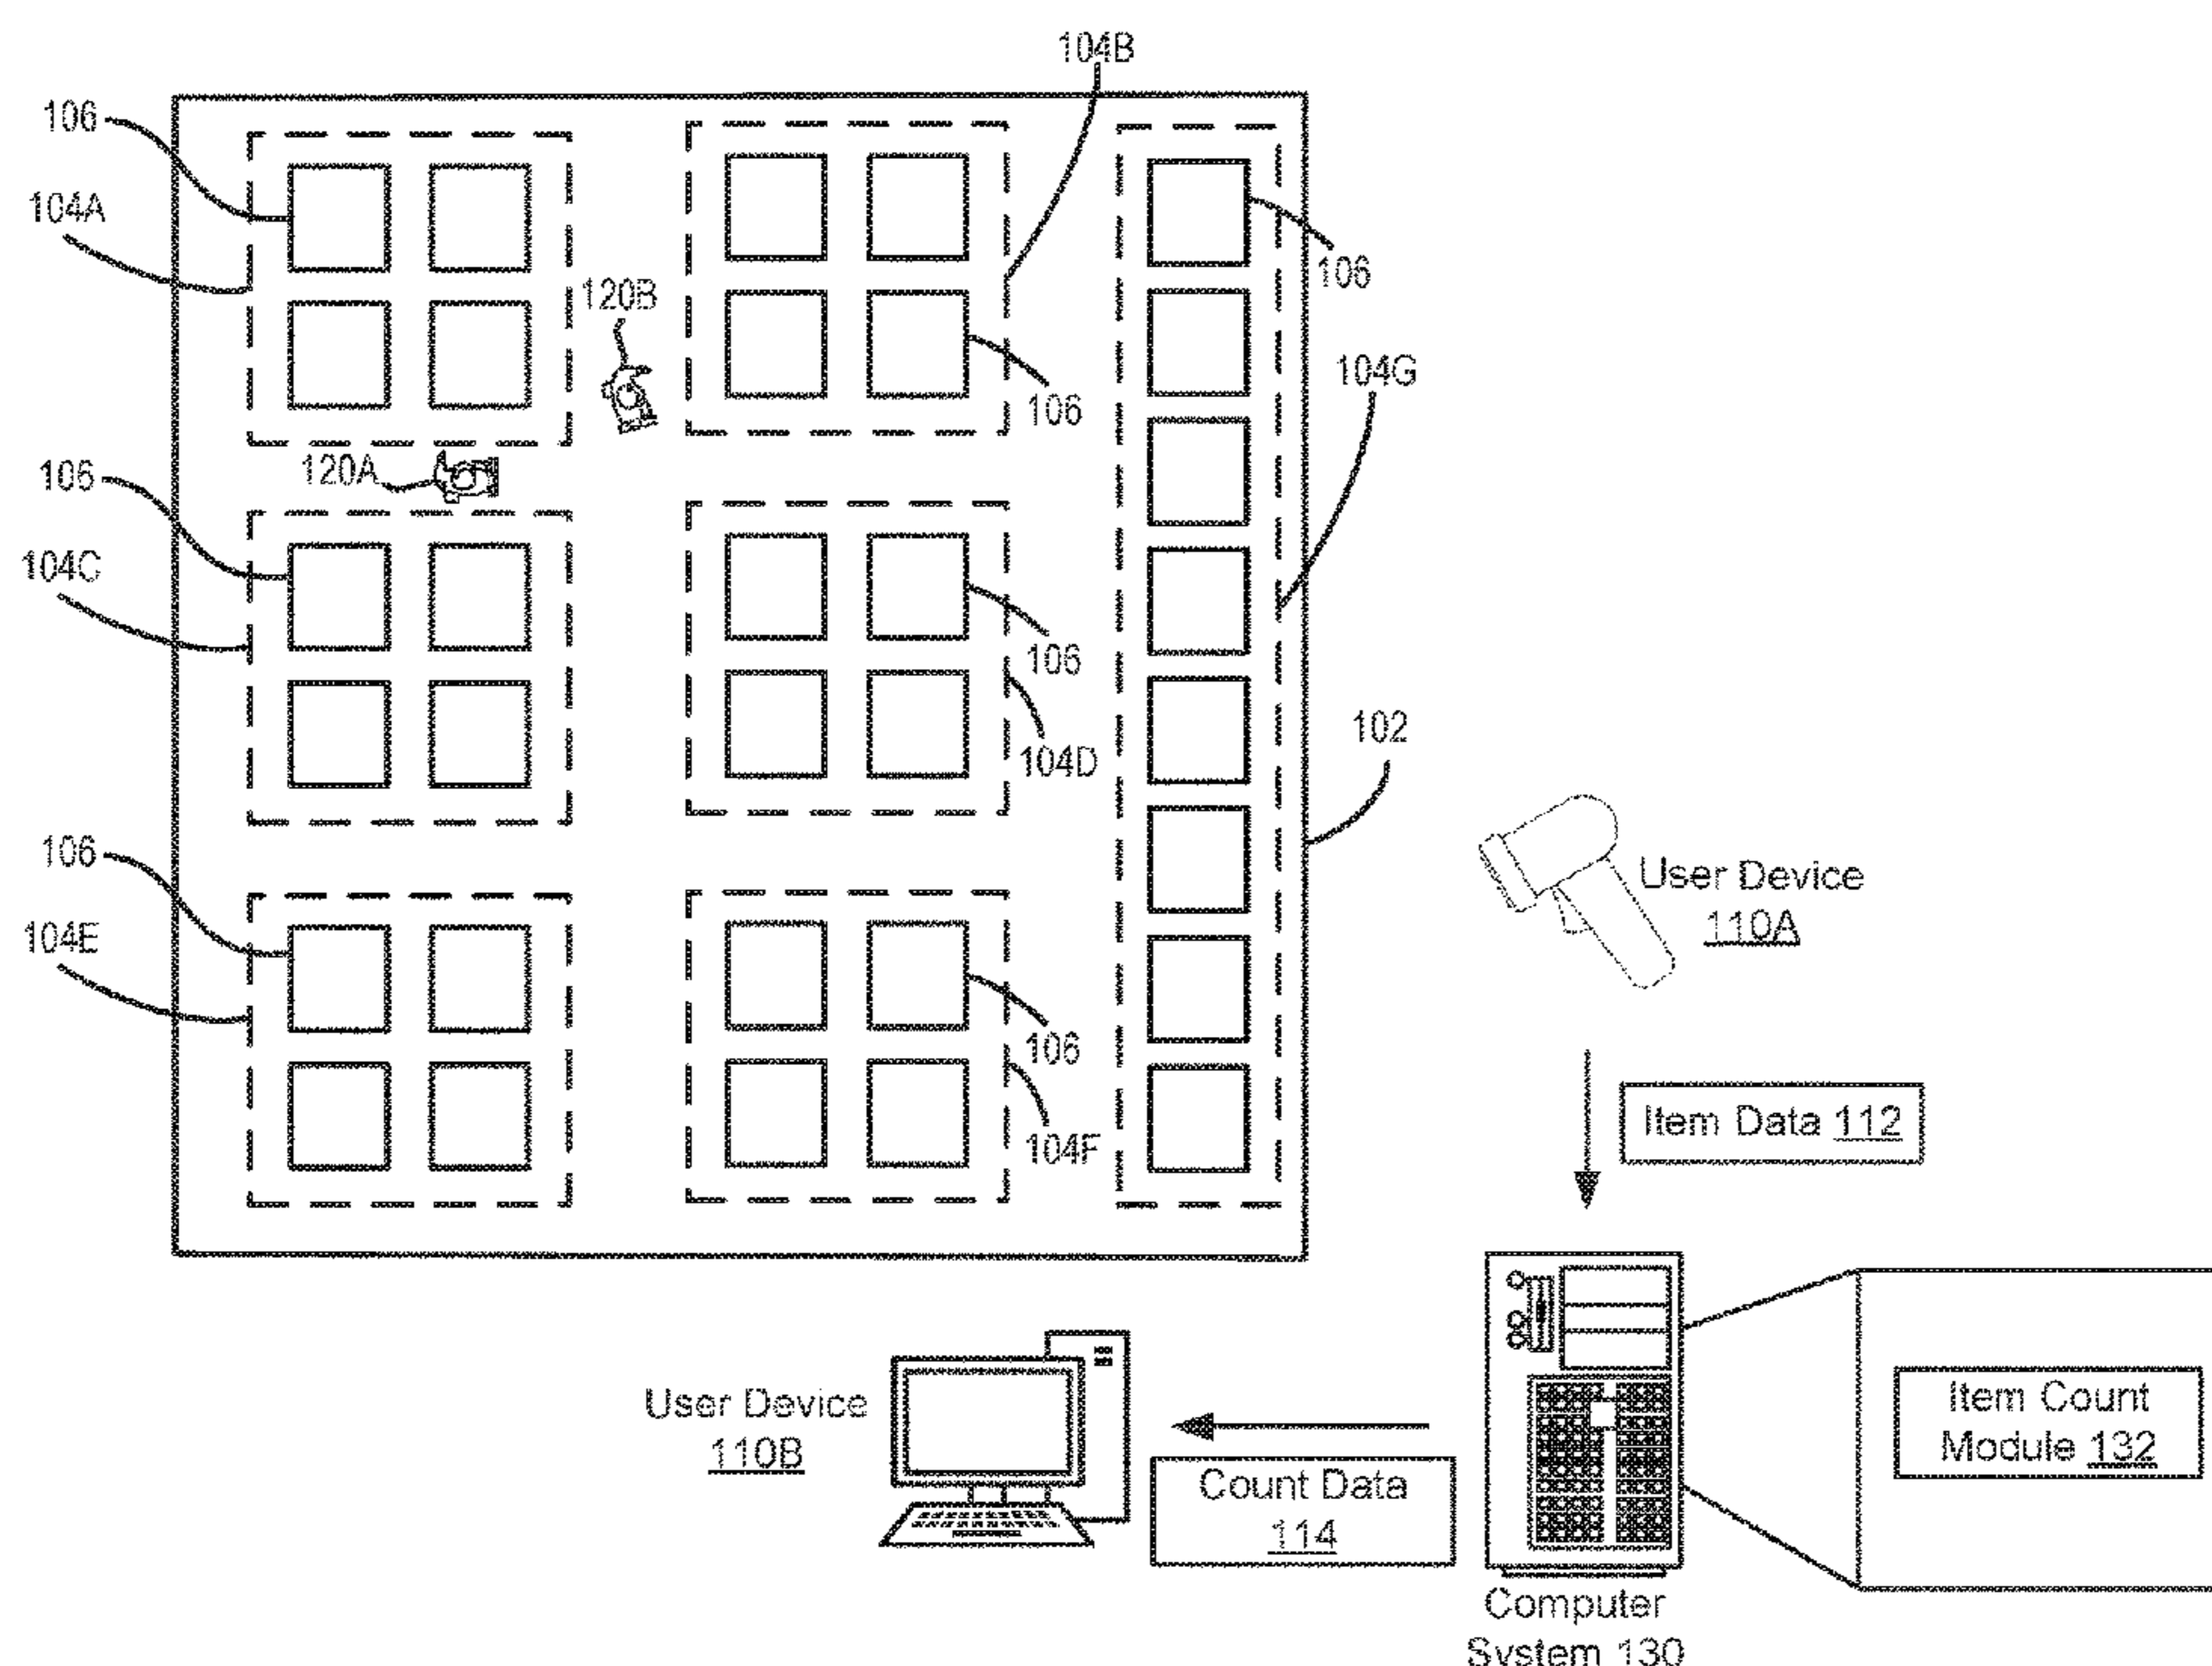 104B
106
104A
120B
106
104G
106
120A
106
104C
106
102
104D
106
User Device
110A
104E
106
Item Data 112
104F
User Device
110B
Count Data
114
Item Count
Module 132
Computer
System 130